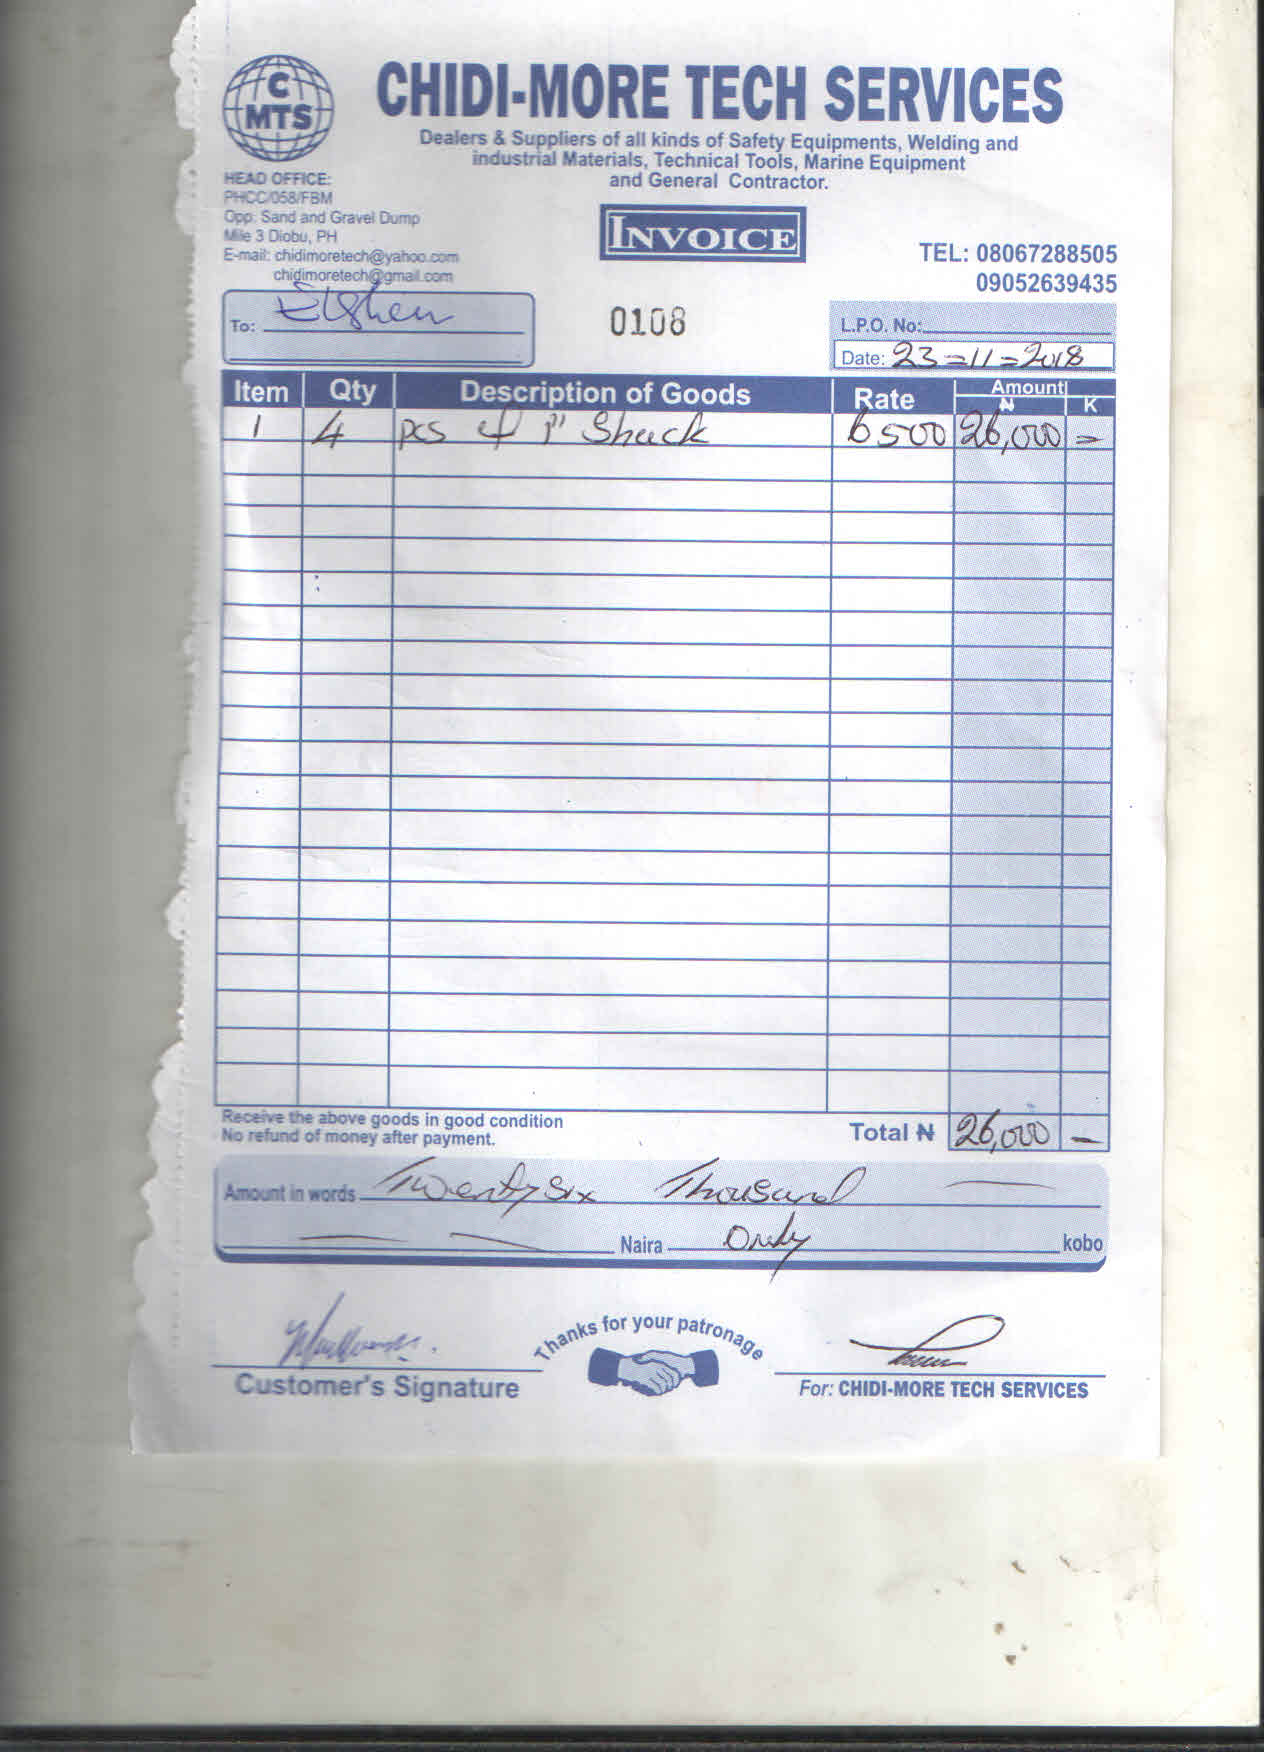 C
MTS
CHIDI-MORE TECH SERVICES
Dealers & Suppliers of all kinds of Safety Equipments, Welding and
industrial Materials, Technical Tools, Marine Equipment
and General Contractor.
HEAD OFFICE:
PHCC/058/FBM
Opp. Sand and Gravel Dump
Mile 3 Diobu, PH
E-mail: chidimoretech@yahoo.com
chidimoretech@gmail.com
INVOICE
TEL: 08067288505
09052639435
To:
0108
L.P.O. No:
Date: 23=11=2018
Item Qty Description of Goods Rate Amount
₦ K
1 4 pcs of 1" Shack 6500 26,000 =
Receive the above goods in good condition
No refund of money after payment.
Total ₦ 26,000 —
Amount in words Twenty six Thousand
Naira Only kobo
Thanks for your patronage
Customer's Signature
For: CHIDI-MORE TECH SERVICES